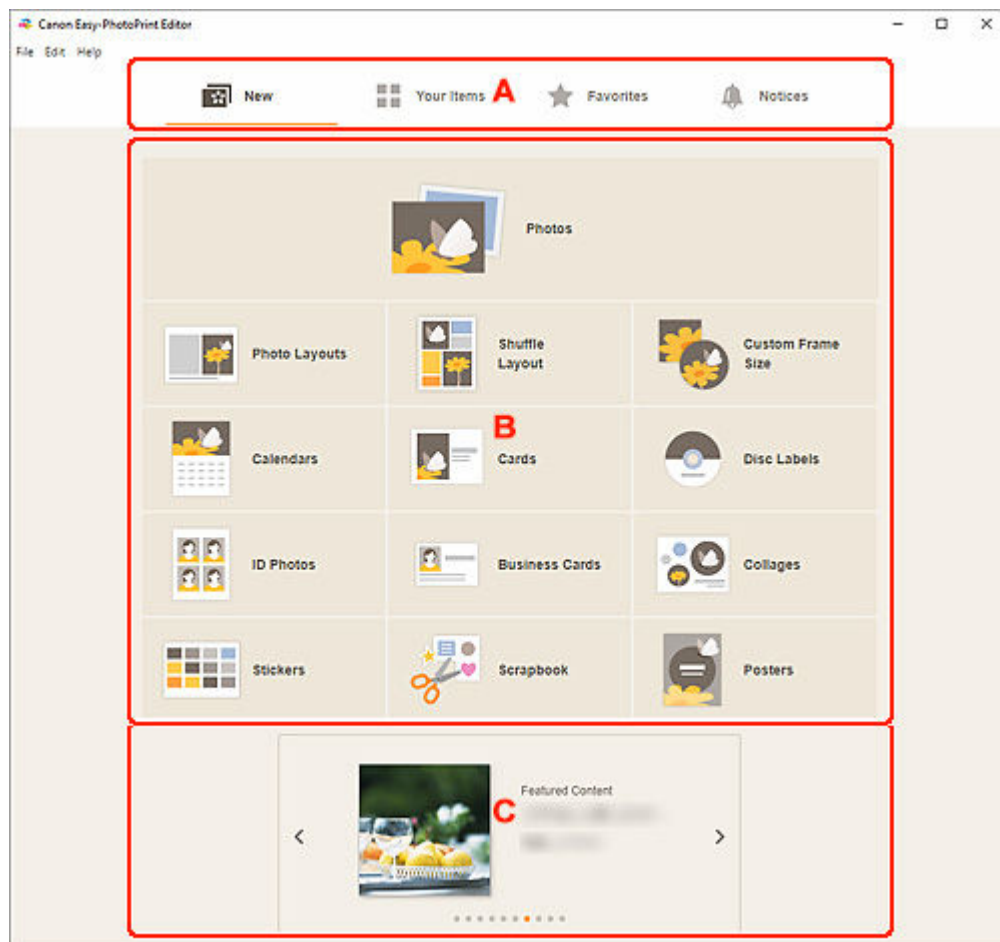 Canon Easy-PhotoPrint Editor
File Edit Help
New Your Items A Favorites Notices
Photos
Photo Layouts
Shuffle
Layout
Custom Frame
Size
B
Calendars
Cards
Disc Labels
ID Photos
Business Cards
Collages
Stickers
Scrapbook
Posters
Featured Content
C